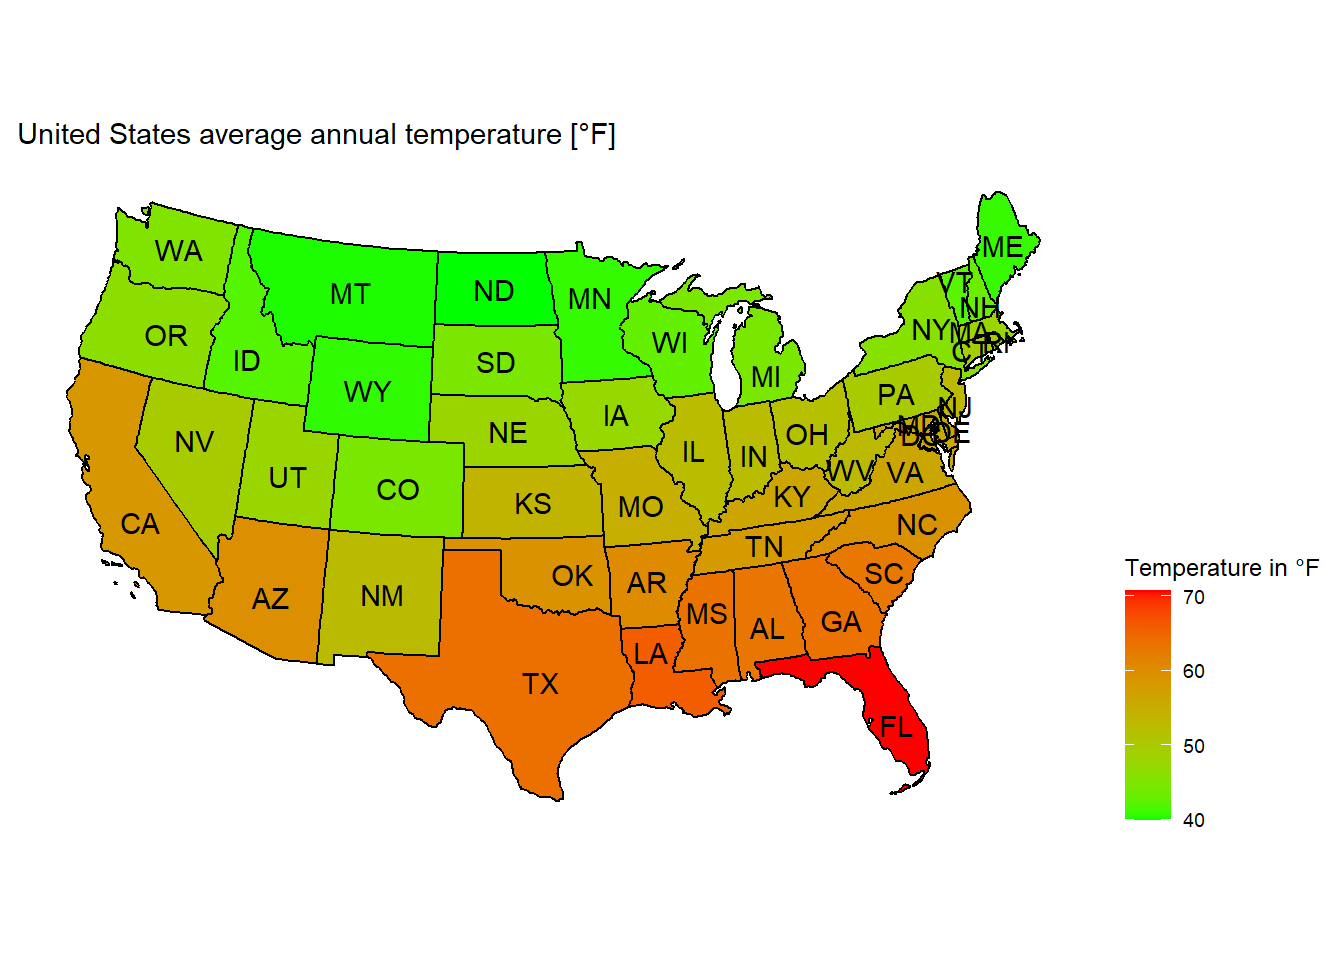 United States average annual temperature [°F]
ME
WA
VT
MT
ND
MN
NH
OR
NY
MA
WI
RI
CT
ID
SD
MI
WY
PA
NJ
IA
MD
NE
OH
DE
NV
DC
IL
IN
WV
VA
UT
CO
KY
KS
MO
CA
NC
TN
OK
SC
AR
AZ
NM
MS
GA
AL
LA
TX
FL
Temperature in °F
70
60
50
40